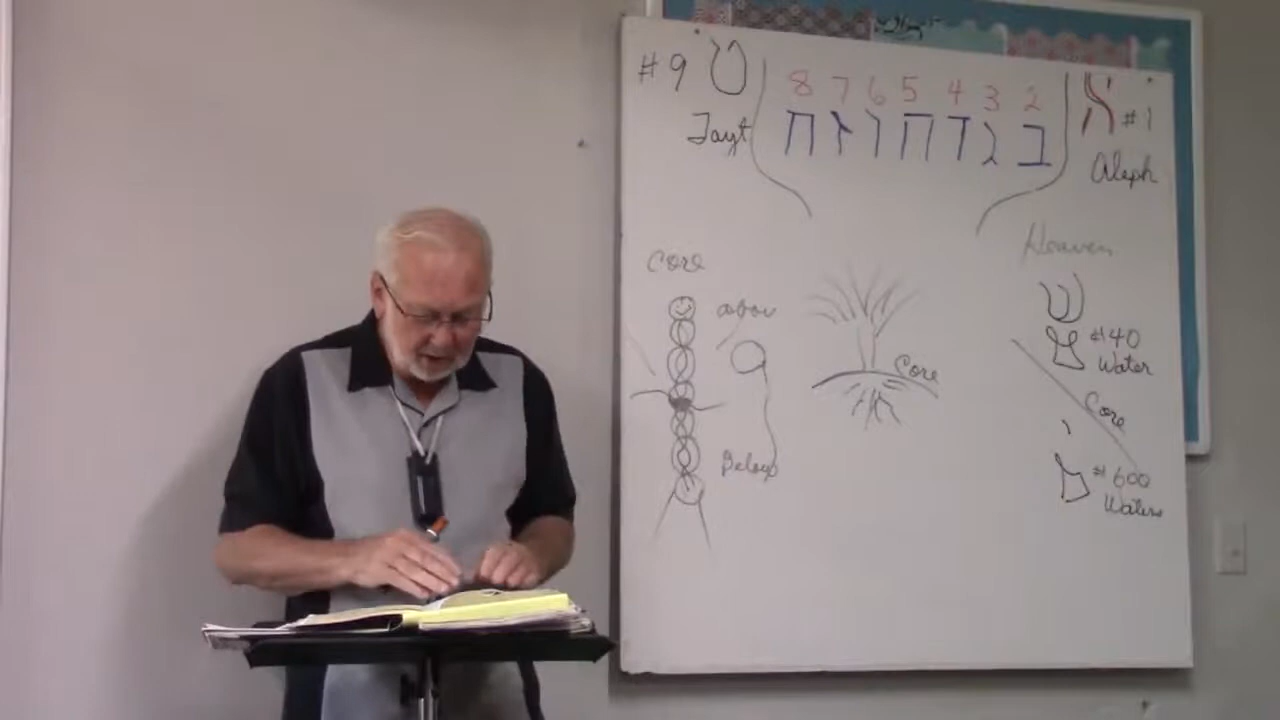 #9 ט 8 7 6 5 4 3 2 א #1
Tayt ב ג ד ה ו ז ח Aleph
Heaven
Core
above
ש
מ #40
Water
Core
Core
Below
#600
Waters